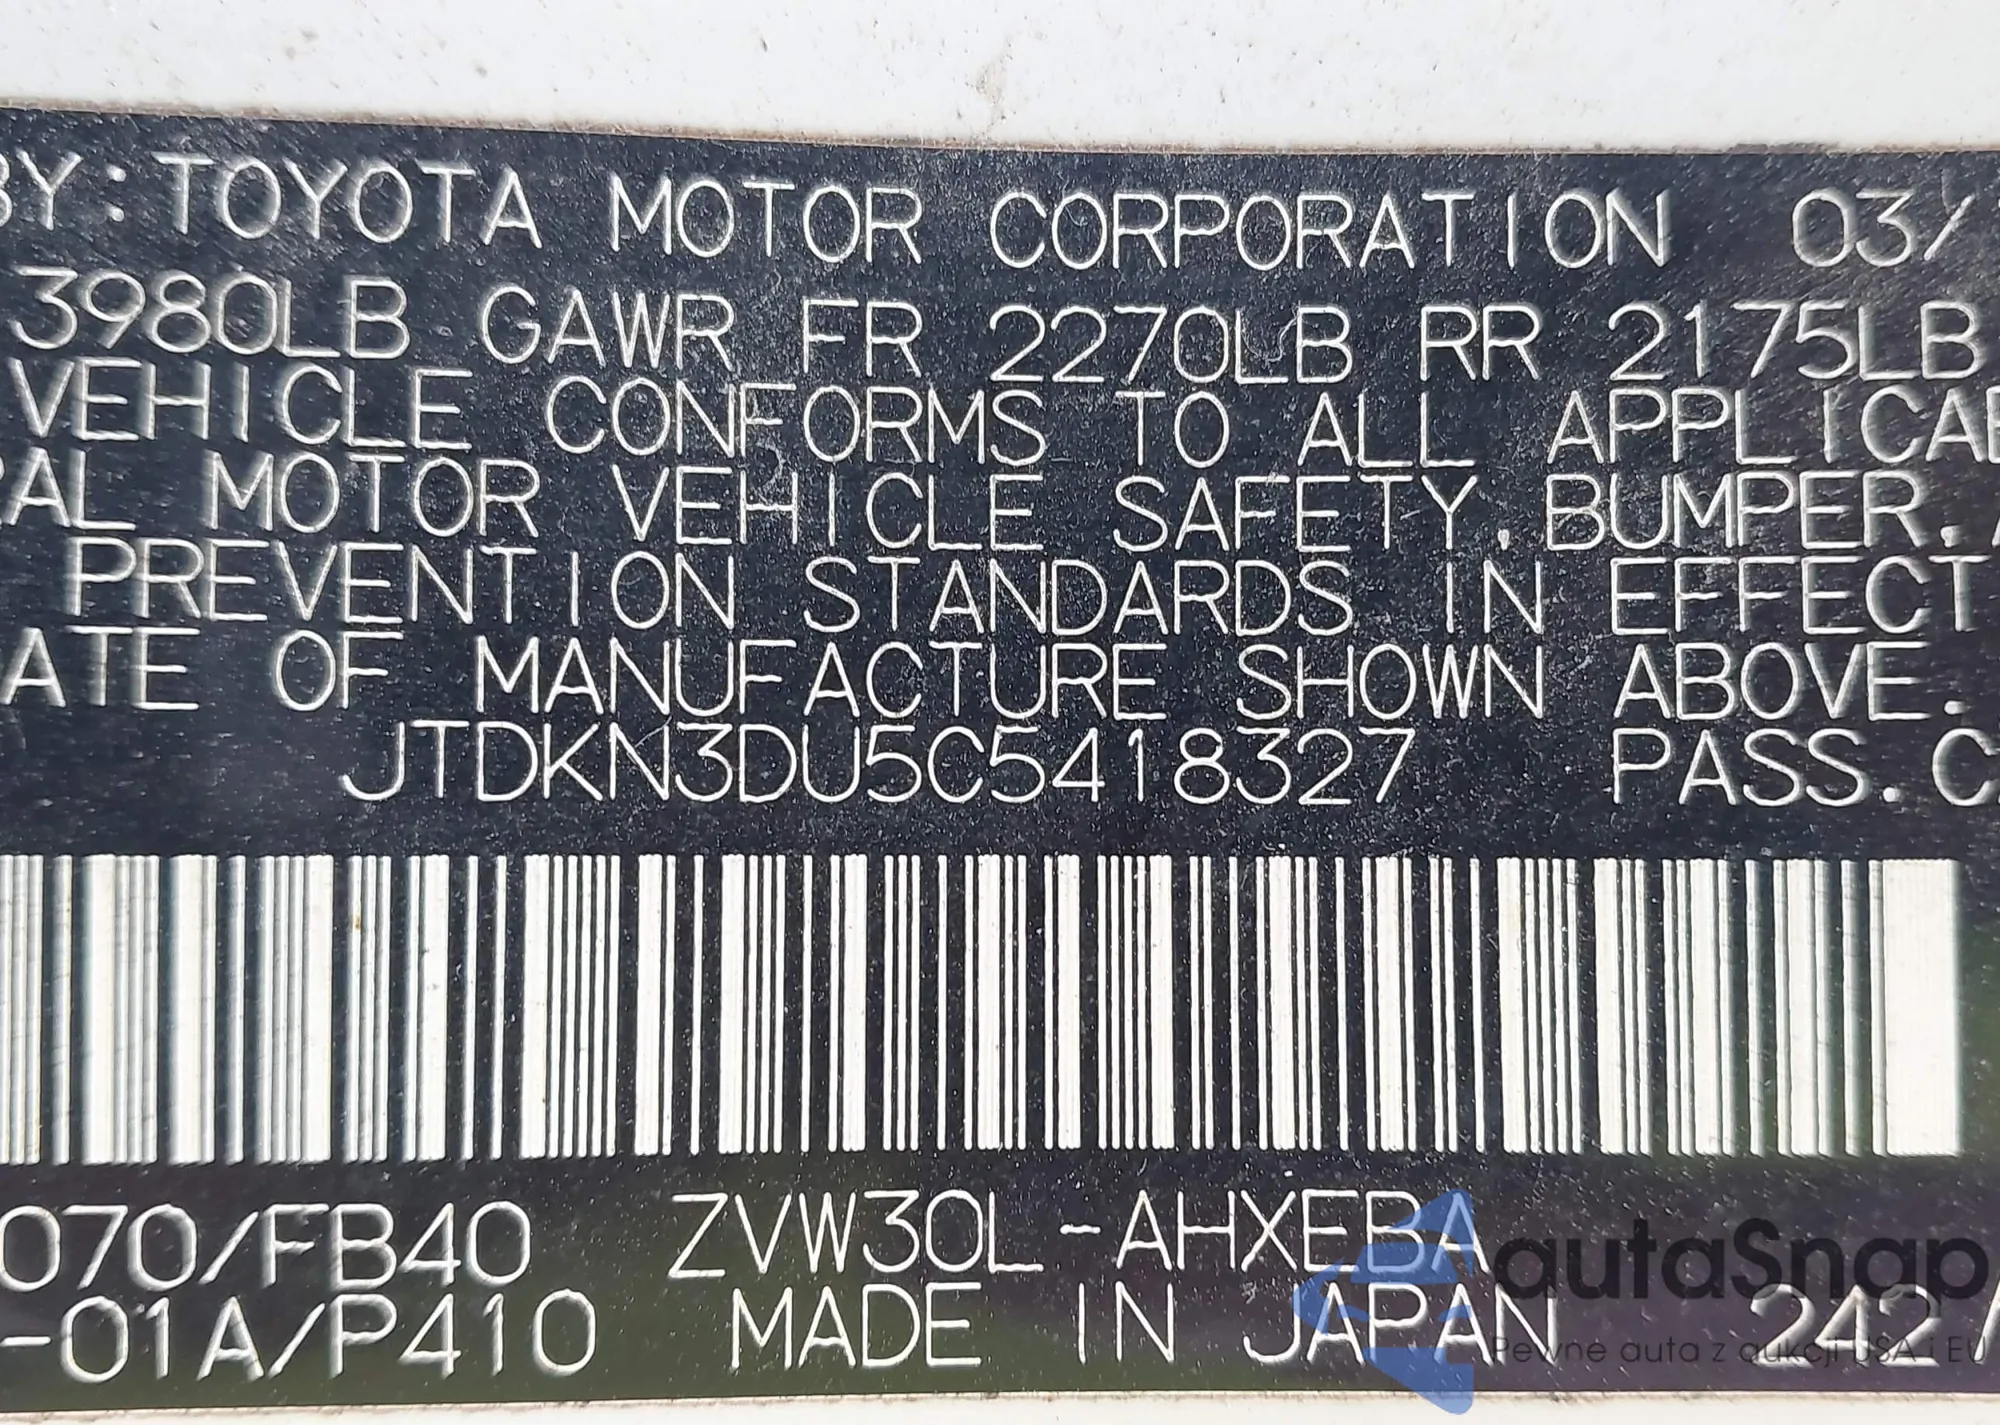 BY: TOYOTA MOTOR CORPORATION 03/
3980LB GAWR FR 2270LB RR 2175LB
VEHICLE CONFORMS TO ALL APPLICAB
RAL MOTOR VEHICLE SAFETY, BUMPER, A
PREVENTION STANDARDS IN EFFECT
ATE OF MANUFACTURE SHOWN ABOVE.
JTDKN3DU5C5418327 PASS. C
070/FB40 ZVW30L-AHXEBA
-01A/P410 MADE IN JAPAN 242/
autaSnap
Pewne auta z aukcji USA i EU